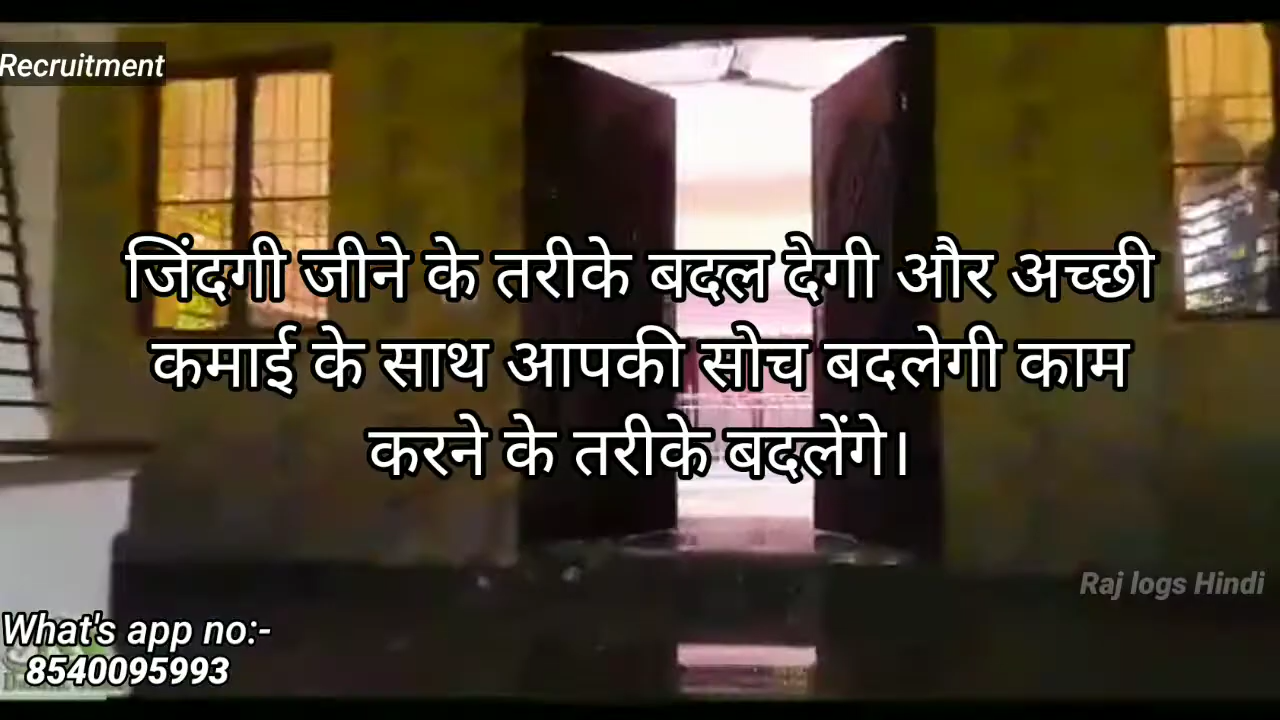 Recruitment
जिंदगी जीने के तरीके बदल देगी और अच्छी
कमाई के साथ आपकी सोच बदलेगी काम
करने के तरीके बदलेंगे।
Raj logs Hindi
What's app no:-
8540095993